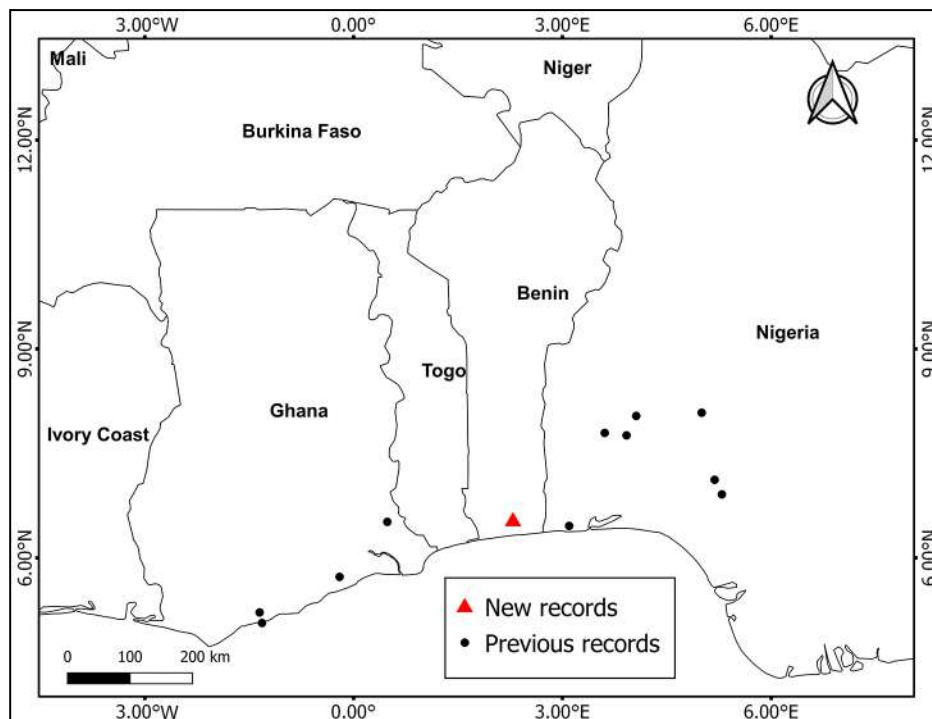 3.00°W 0.00° 3.00°E 6.00°E
Mali
Niger
Burkina Faso
12.00°N 12.00°N
Benin
Nigeria
9.00°N 9.00°N
Togo
Ghana
Ivory Coast
6.00°N 6.00°N
New records
Previous records
0 100 200 km
3.00°W 0.00° 3.00°E 6.00°E